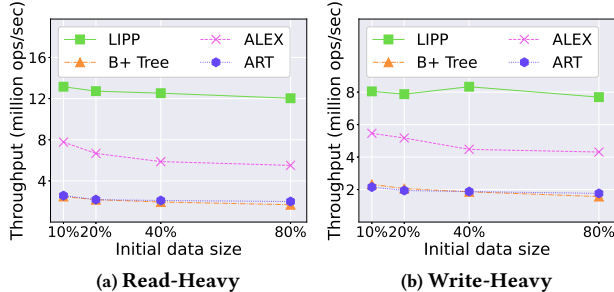 Throughput (million ops/sec)
16
12
8
4
LIPP
B+ Tree
ALEX
ART
10%
20%
40%
80%
Initial data size
(a) Read-Heavy
Throughput (million ops/sec)
8
6
4
2
LIPP
B+ Tree
ALEX
ART
10%
20%
40%
80%
Initial data size
(b) Write-Heavy